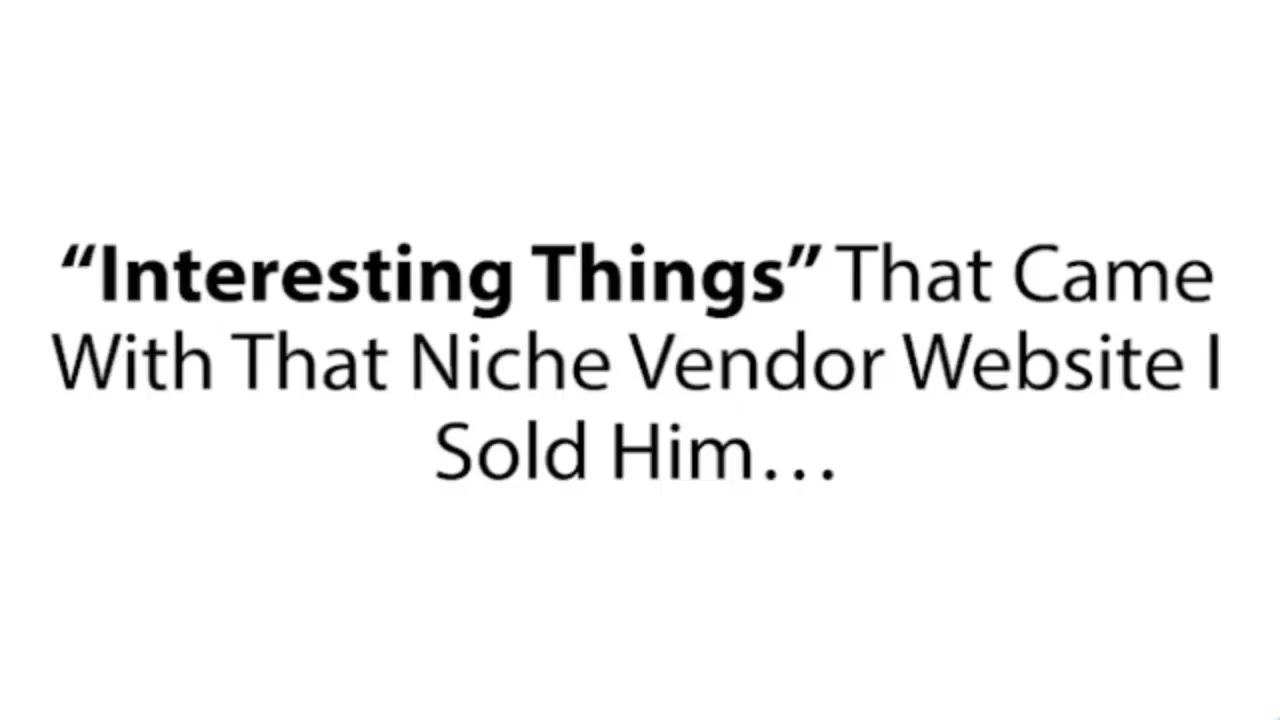 “Interesting Things” That Came
With That Niche Vendor Website I
Sold Him…